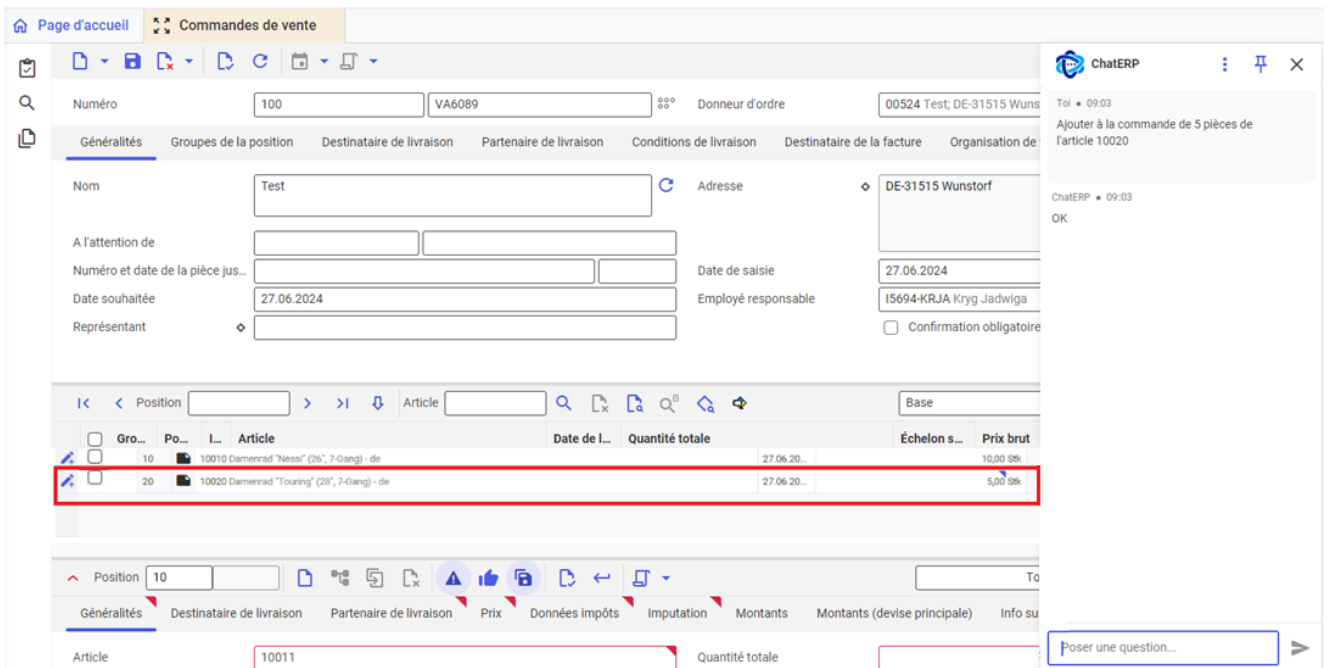 Page d'accueil Commandes de vente
Numéro 100 VA6089 Donneur d'ordre 00524 Test; DE-31515 Wuns
Généralités Groupes de la position Destinataire de livraison Partenaire de livraison Conditions de livraison Destinataire de la facture Organisation de
Nom Test Adresse DE-31515 Wunstorf
A l'attention de
Numéro et date de la pièce jus... Date de saisie 27.06.2024
Date souhaitée 27.06.2024 Employé responsable I5694-KRJA Kryg Jadwiga
Représentant Confirmation obligatoire
Position Article Base
Gro... Po... I... Article Date de l... Quantité totale Échelon s... Prix brut
10 10010 Damenrad "Nessi" (26", 7-Gang) - de 27.06.20... 10,00 Stk
20 10020 Damenrad "Touring" (28", 7-Gang) - de 27.06.20... 5,00 Stk
Position 10 To
Généralités Destinataire de livraison Partenaire de livraison Prix Données impôts Imputation Montants Montants (devise principale) Info su
Article 10011 Quantité totale
ChatERP
Toi • 09:03
Ajouter à la commande de 5 pièces de
l'article 10020
ChatERP • 09:03
OK
Poser une question...